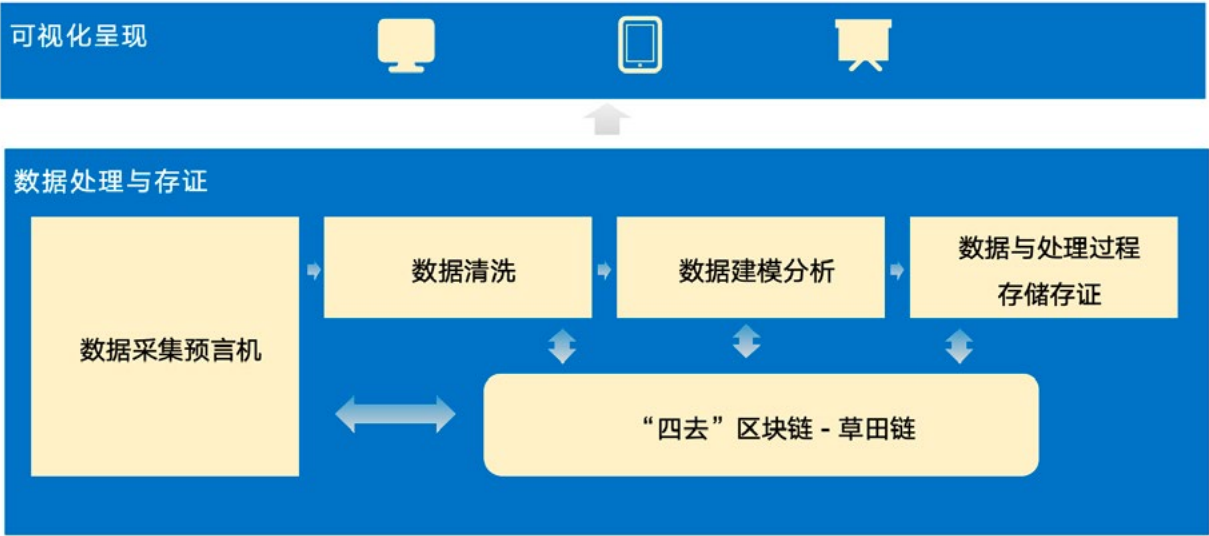 可视化呈现
数据处理与存证
数据采集预言机
数据清洗
数据建模分析
数据与处理过程
存储存证
“四去”区块链 - 草田链